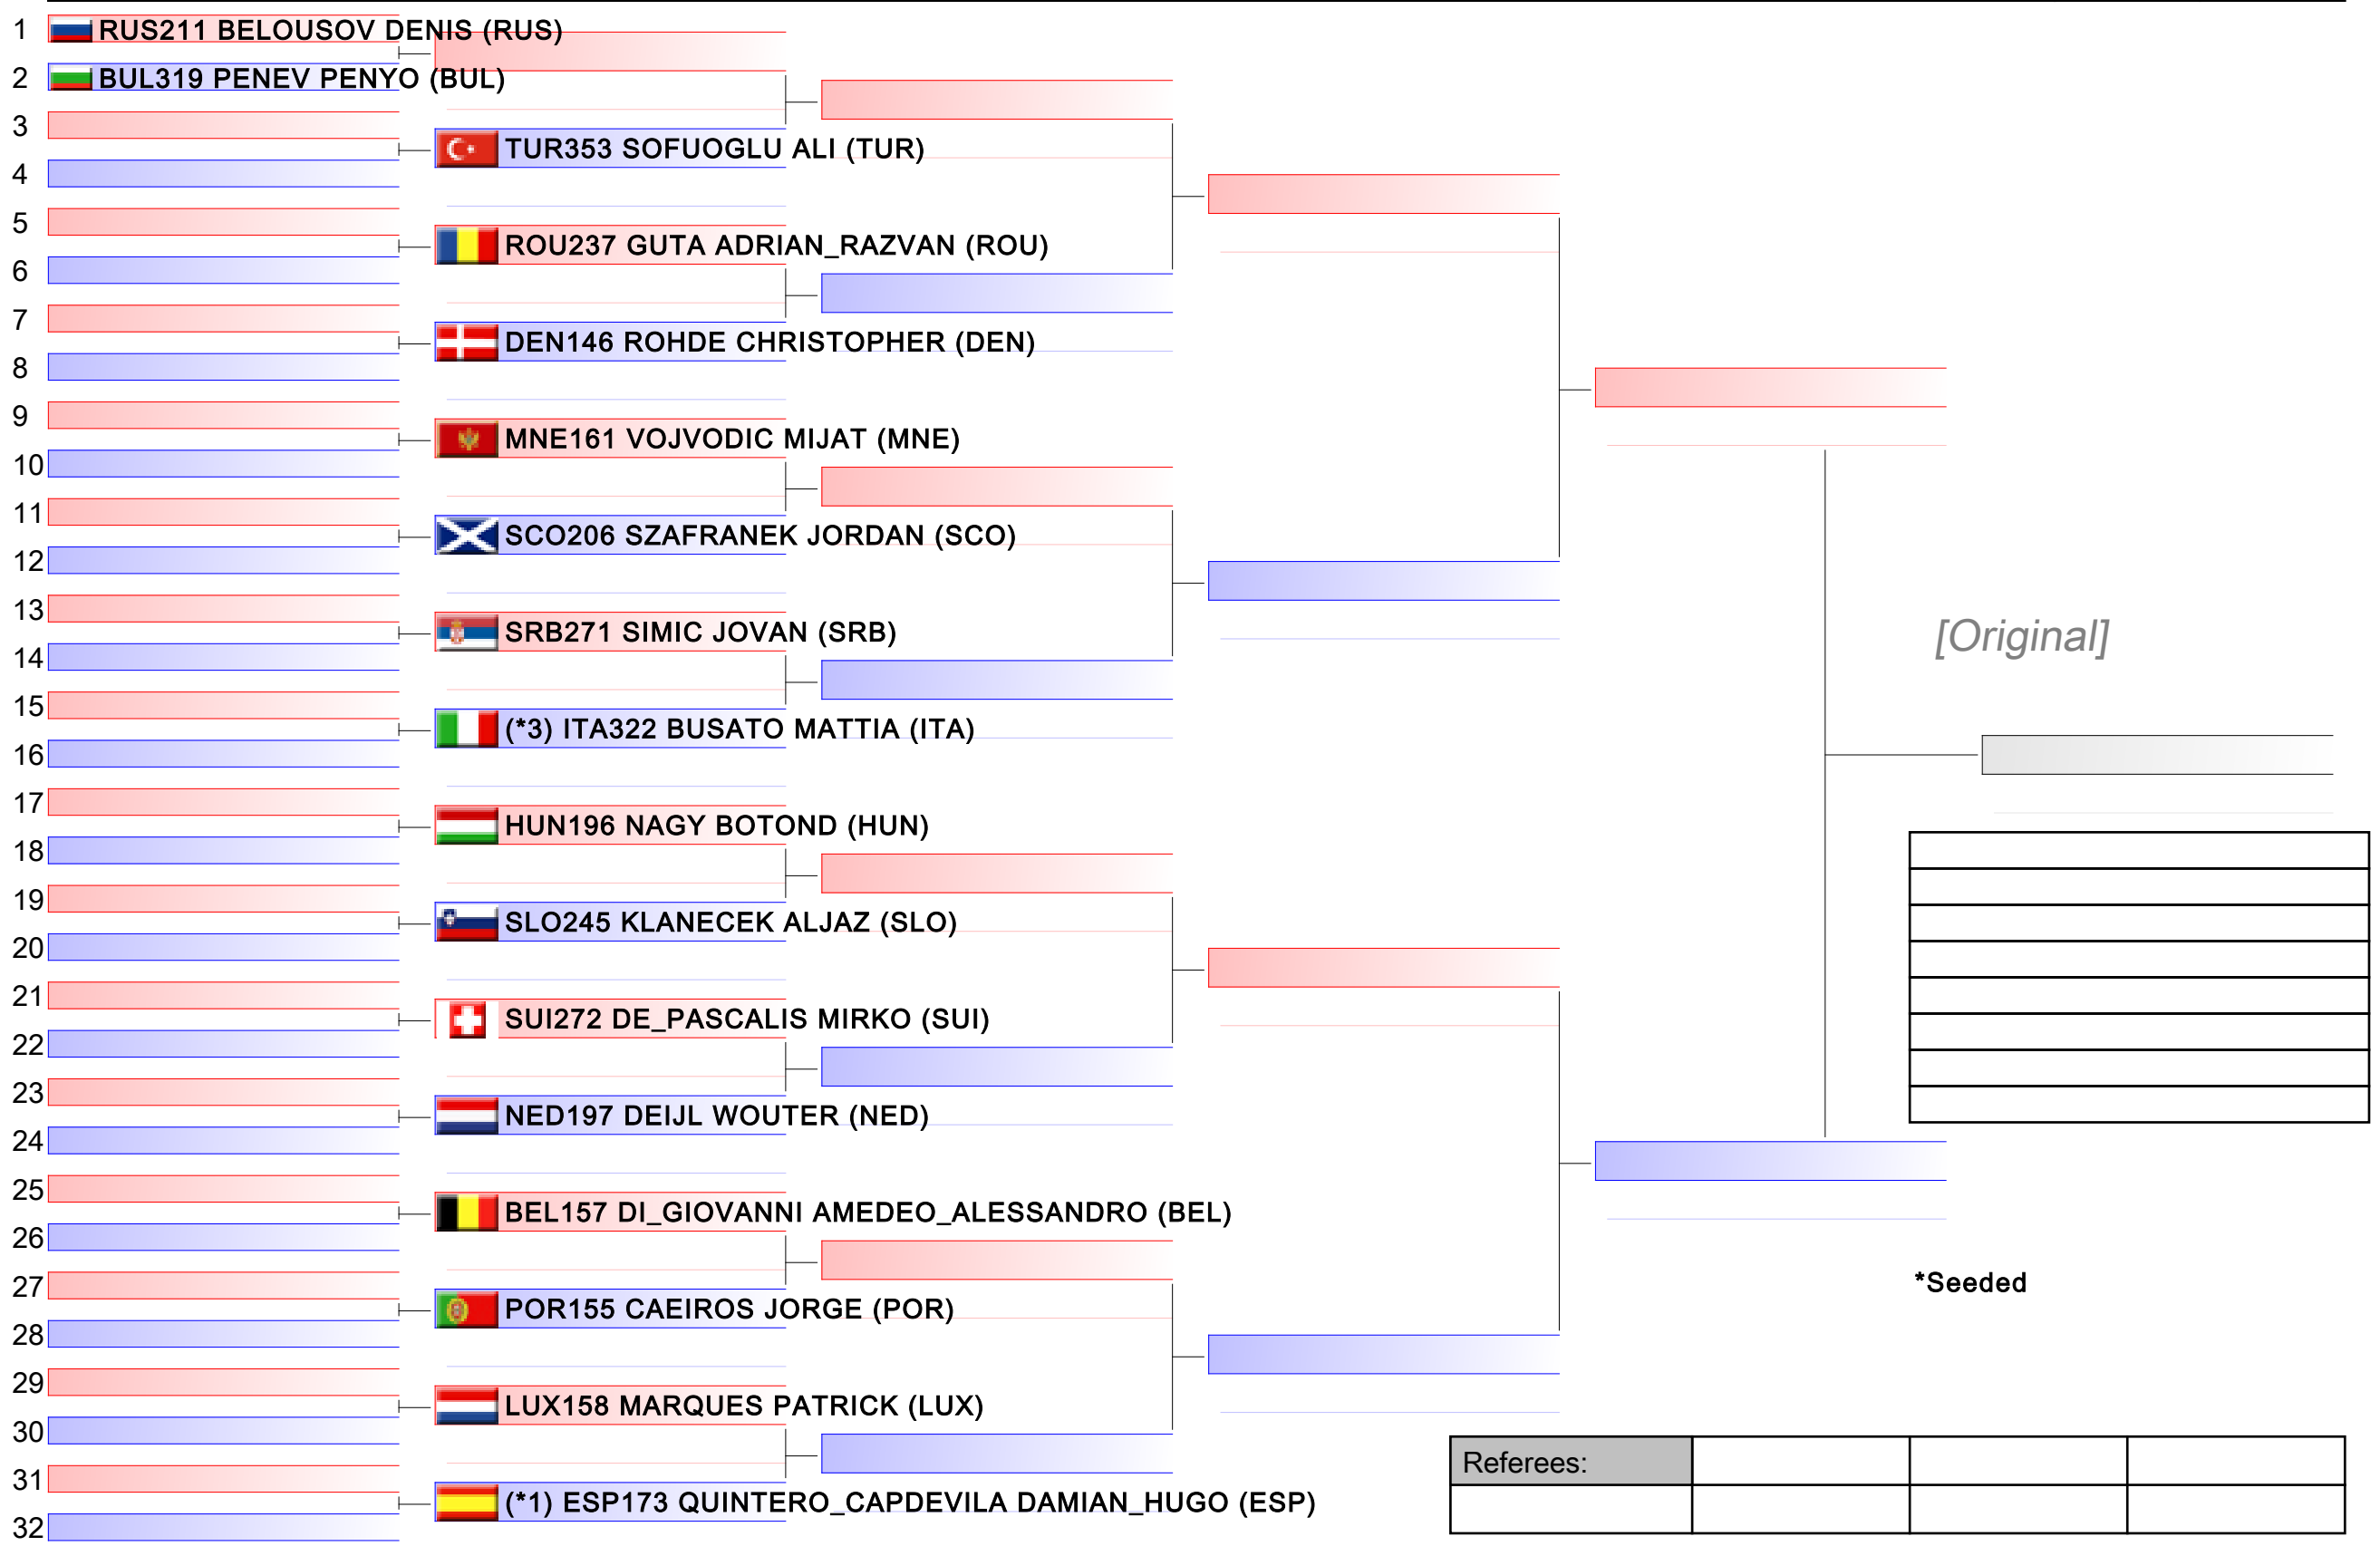 1 RUS211 BELOUSOV DENIS (RUS)
2 BUL319 PENEV PENYO (BUL)
3
TUR353 SOFUOGLU ALI (TUR)
4
5
ROU237 GUTA ADRIAN_RAZVAN (ROU)
6
7
DEN146 ROHDE CHRISTOPHER (DEN)
8
9
MNE161 VOJVODIC MIJAT (MNE)
10
11
SCO206 SZAFRANEK JORDAN (SCO)
12
13
SRB271 SIMIC JOVAN (SRB)
[Original]
14
15
(*3) ITA322 BUSATO MATTIA (ITA)
16
17
HUN196 NAGY BOTOND (HUN)
18
19
SLO245 KLANECEK ALJAZ (SLO)
20
21
SUI272 DE_PASCALIS MIRKO (SUI)
22
23
NED197 DEIJL WOUTER (NED)
24
25
BEL157 DI_GIOVANNI AMEDEO_ALESSANDRO (BEL)
26
27
*Seeded
POR155 CAEIROS JORGE (POR)
28
29
LUX158 MARQUES PATRICK (LUX)
30
Referees:
31
(*1) ESP173 QUINTERO_CAPDEVILA DAMIAN_HUGO (ESP)
32